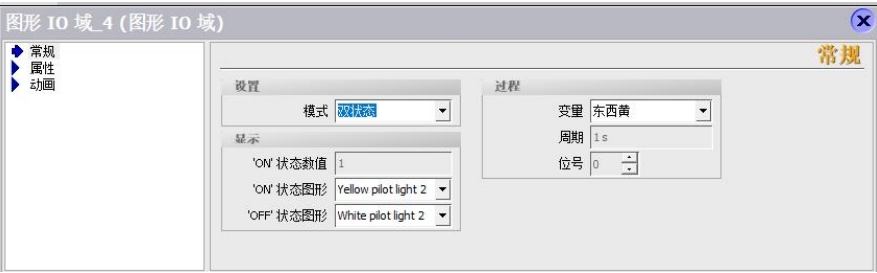 图形 IO 域_4 (图形 IO 域)
常规
属性
动画
常规
设置
模式 双状态
显示
'ON' 状态数值 1
'ON' 状态图形 Yellow pilot light 2
'OFF' 状态图形 White pilot light 2
过程
变量 东西黄
周期 1s
位号 0